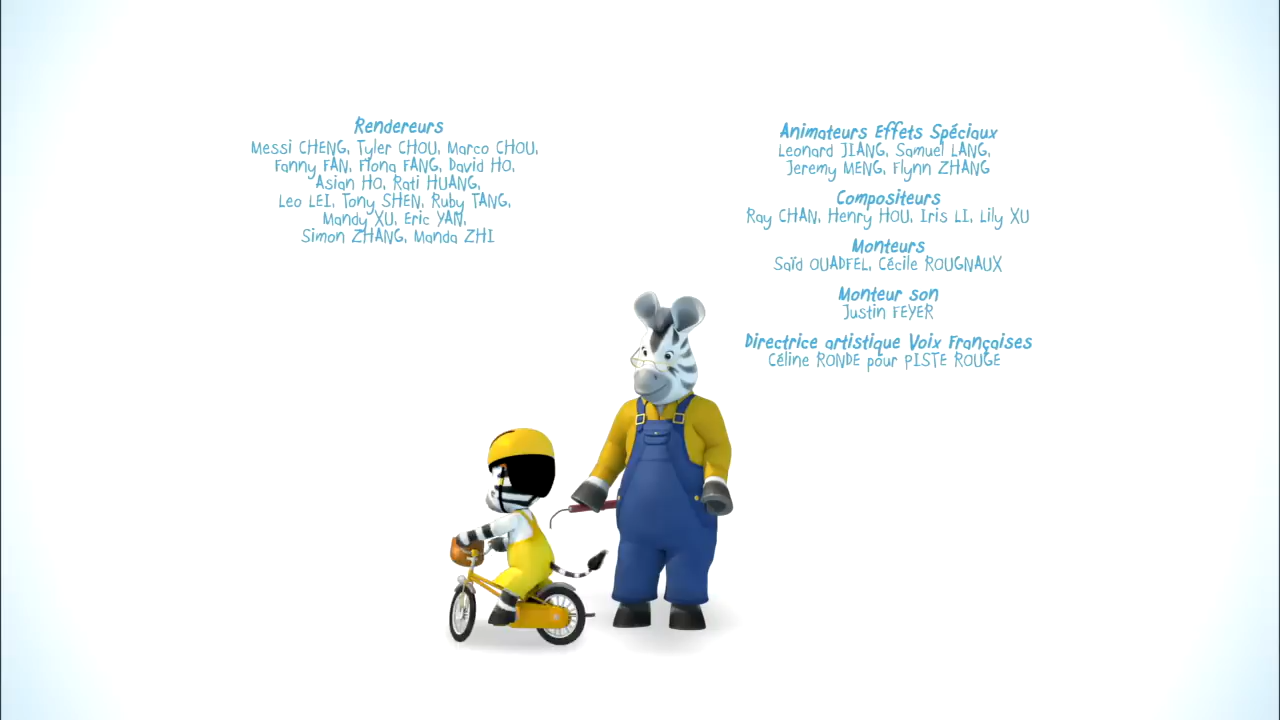 Rendereurs
Messi CHENG, Tyler CHOU, Marco CHOU,
Fanny FAN, Fiona FANG, David HO,
Asian HO, Rati HUANG,
Leo LEI, Tony SHEN, Ruby TANG,
Mandy XU, Eric YAN,
Simon ZHANG, Manda ZHI
Animateurs Effets Spéciaux
Leonard JIANG, Samuel LANG,
Jeremy MENG, Flynn ZHANG
Compositeurs
Ray CHAN, Henry HOU, Iris LI, Lily XU
Monteurs
Saïd OUADFEL, Cécile ROUGNAUX
Monteur son
Justin FEYER
Directrice artistique Voix Françaises
Céline RONDE pour PISTE ROUGE